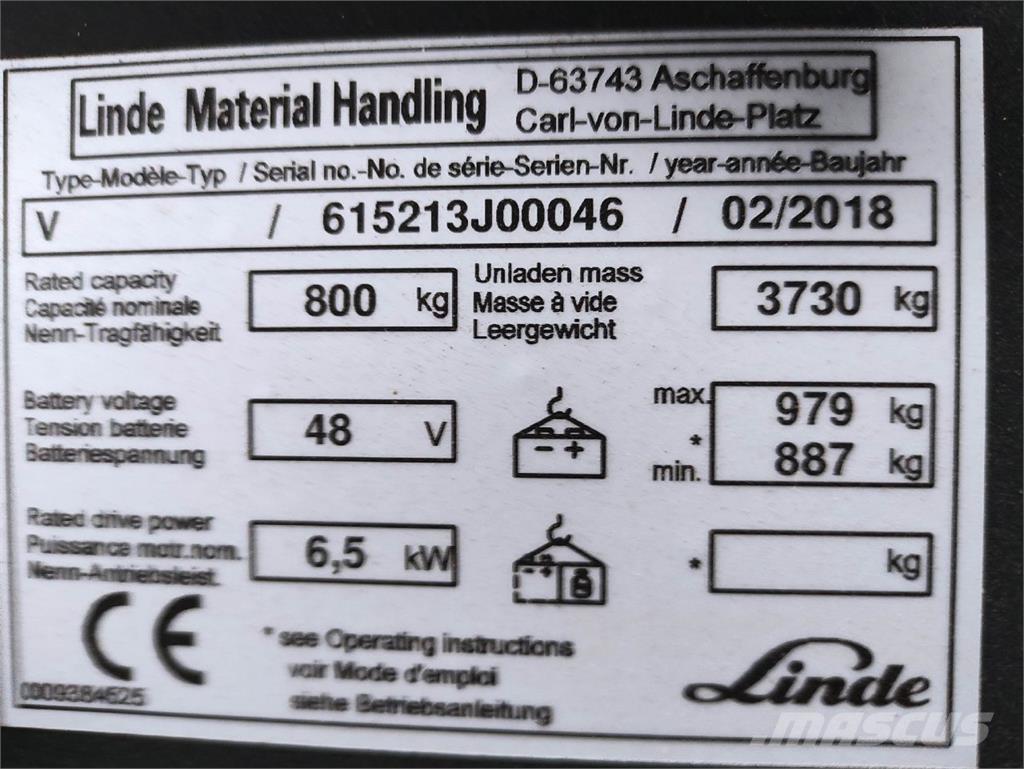 Linde Material Handling
D-63743 Aschaffenburg
Carl-von-Linde-Platz
Type-Modèle-Typ / Serial no.-No. de série-Serien-Nr. / year-année-Baujahr
V / 615213J00046 / 02/2018
Rated capacity
Capacité nominale
Nenn-Tragfähigkeit
800 kg
Unladen mass
Masse à vide
Leergewicht
3730 kg
Battery voltage
Tension batterie
Batteriespannung
48 V
- +
max. 979 kg
*
min. 887 kg
Rated drive power
Puissance motr.nom.
Nenn-Antriebsleist.
6,5 kW
- +
* kg
CE
0009384625
* see Operating instructions
voir Mode d'emploi
siehe Betriebsanleitung
Linde
MASCUS